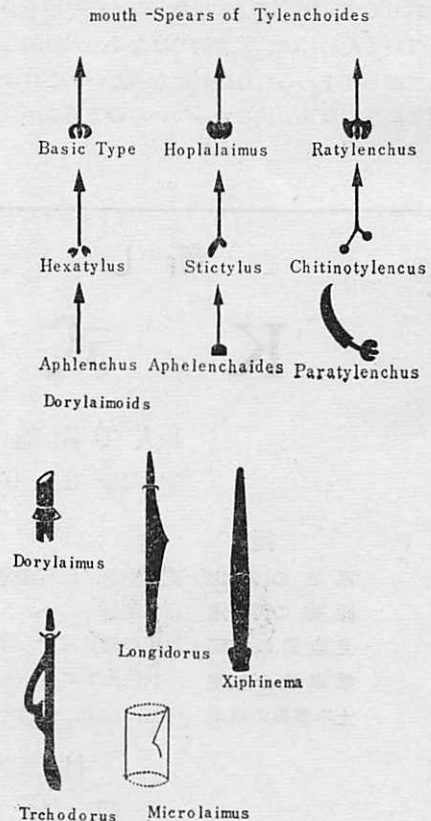 mouth -Spears of Tylenchoides
Basic Type Hoplalaimus Ratylenchus
Hexatylus Stictylus Chitinotylencus
Aphlenchus Aphelenchaides Paratylenchus
Dorylaimoids
Dorylaimus
Longidorus
Xiphinema
Trchodorus Microlaimus